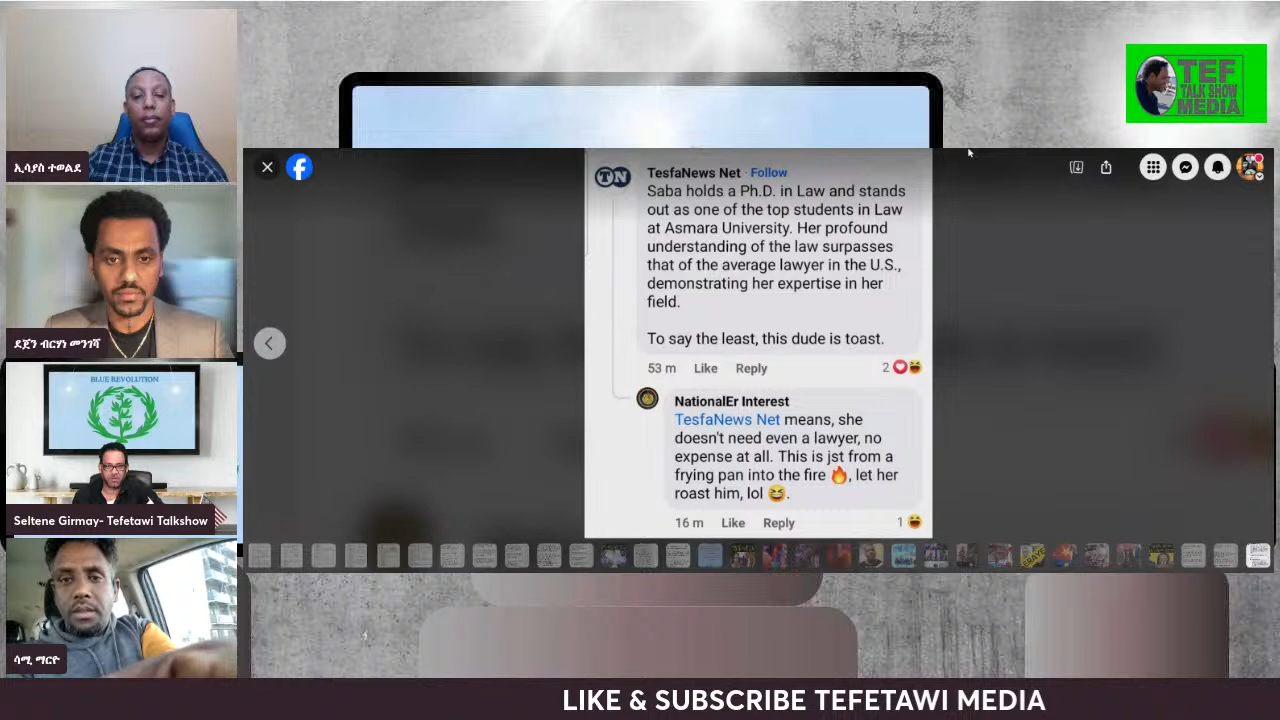 ኢሳያስ ተወልደ
ደጀን ብርሃነ መንገሻ
BLUE REVOLUTION
Seltene Girmay- Tefetawi Talkshow
ሳሚ ማርዮ
TEF
TALK SHOW
MEDIA
TN
TesfaNews Net · Follow
Saba holds a Ph.D. in Law and stands
out as one of the top students in Law
at Asmara University. Her profound
understanding of the law surpasses
that of the average lawyer in the U.S.,
demonstrating her expertise in her
field.
To say the least, this dude is toast.
53 m Like Reply 2
NationalEr Interest
TesfaNews Net means, she
doesn't need even a lawyer, no
expense at all. This is jst from a
frying pan into the fire 🔥, let her
roast him, lol 😆.
16 m Like Reply 1
LIKE & SUBSCRIBE TEFETAWI MEDIA